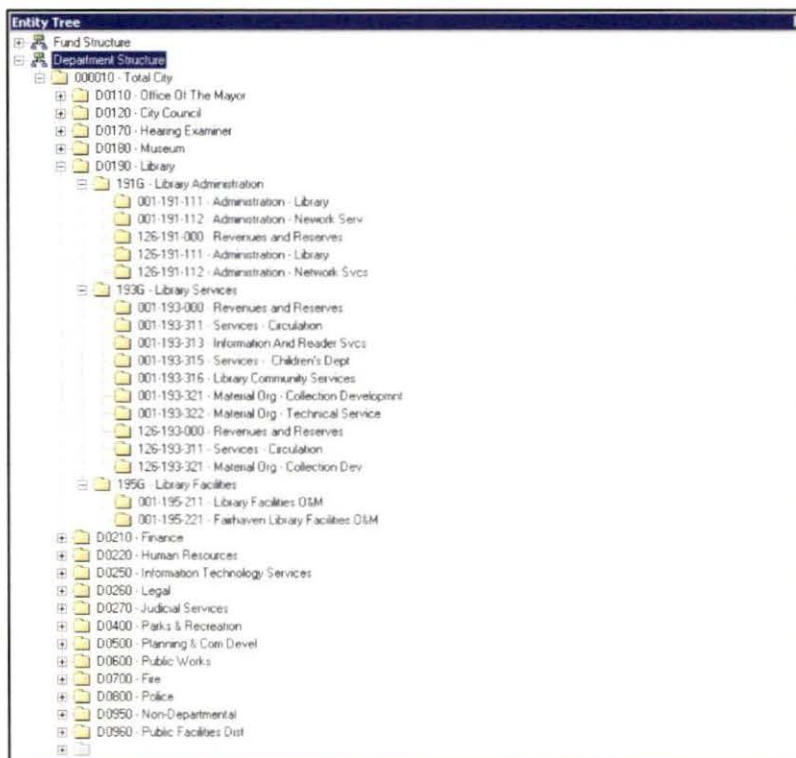 Entity Tree
Fund Structure
Department Structure
000010 - Total City
D0110 - Office Of The Mayor
D0120 - City Council
D0170 - Hearing Examiner
D0180 - Museum
D0190 - Library
191G - Library Administration
001-191-111 - Administration - Library
001-191-112 Administration - Nework Serv
126-191-000 Revenues and Reserves
126-191-111 - Administration - Library
126-191-112 - Administration - Network Svcs
193G - Library Services
001-193-000 Revenues and Reserves
001-193-311 - Services - Circulation
001-193-313 Information And Reader Svcs
001-193-315 - Services - Children's Dept
001-193-316 - Library Community Services
001-193-321 - Material Org - Collection Developmnt
001-193-322 - Material Org - Technical Service
126-193-000 - Revenues and Reserves
126-193-311 - Services - Circulation
126-193-321 - Material Org - Collection Dev
195G - Library Facilities
001-195-211 - Library Facilities O&M
001-195-221 - Fairhaven Library Facilities O&M
D0210 - Finance
D0220 - Human Resources
D0250 - Information Technology Services
D0260 - Legal
D0270 - Judicial Services
D0400 - Parks & Recreation
D0500 - Planning & Com Devel
D0600 - Public Works
D0700 - Fire
D0800 - Police
D0950 - Non-Departmental
D0960 - Public Facilities Dist